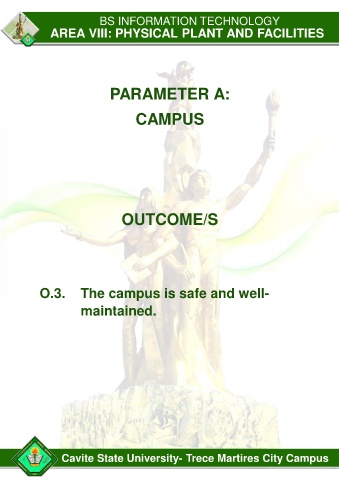 BS INFORMATION TECHNOLOGY
AREA VIII: PHYSICAL PLANT AND FACILITIES
PARAMETER A:
CAMPUS
OUTCOME/S
O.3. The campus is safe and well-
maintained.
Cavite State University- Trece Martires City Campus